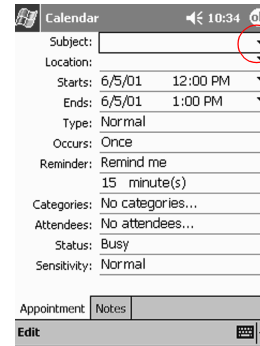 Calendar 10:34 ok
Subject:
Location:
Starts: 6/5/01 12:00 PM
Ends: 6/5/01 1:00 PM
Type: Normal
Occurs: Once
Reminder: Remind me
15 minute(s)
Categories: No categories...
Attendees: No attendees...
Status: Busy
Sensitivity: Normal
Appointment Notes
Edit